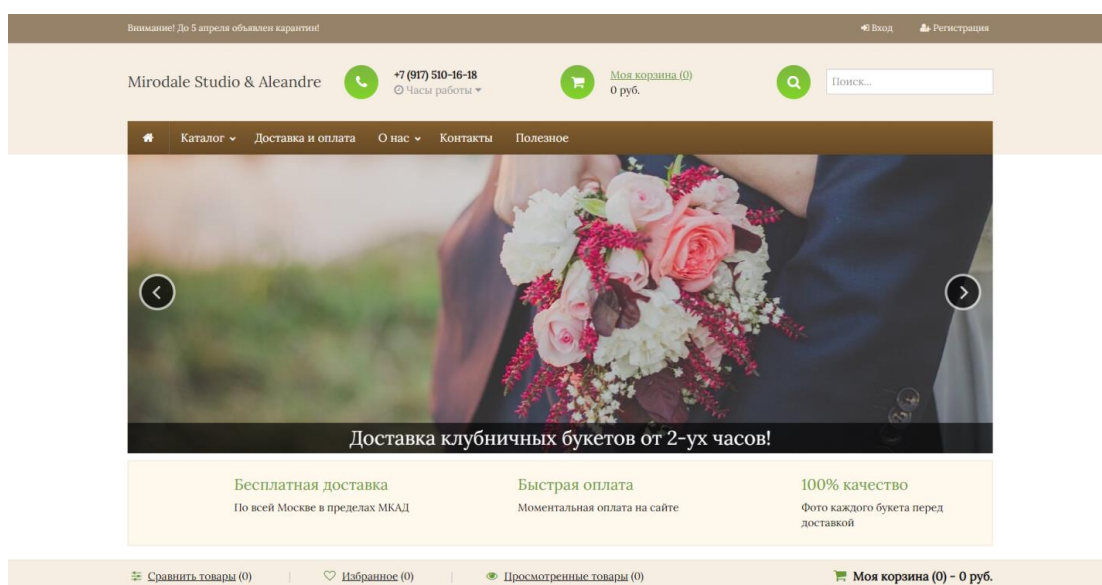 Внимание! До 5 апреля объявлен карантин!
Вход
Регистрация
Mirodale Studio & Aleandre
+7 (917) 510-16-18
Часы работы
Моя корзина (0)
0 руб.
Поиск...
Каталог
Доставка и оплата
О нас
Контакты
Полезное
Доставка клубничных букетов от 2-ух часов!
Бесплатная доставка
По всей Москве в пределах МКАД
Быстрая оплата
Моментальная оплата на сайте
100% качество
Фото каждого букета перед
доставкой
Сравнить товары (0)
Избранное (0)
Просмотренные товары (0)
Моя корзина (0) - 0 руб.